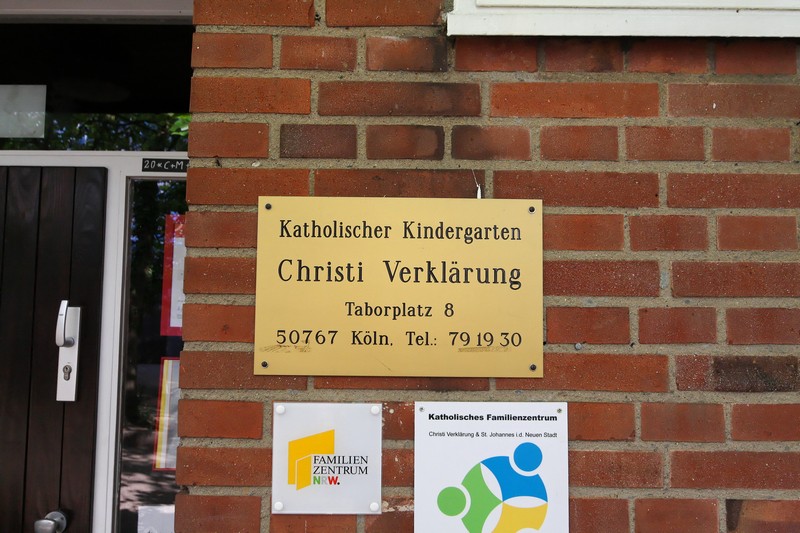 20*C+M
Katholischer Kindergarten
Christi Verklärung
Taborplatz 8
50767 Köln, Tel.: 79 19 30
FAMILIEN
ZENTRUM
NRW.
Katholisches Familienzentrum
Christi Verklärung & St. Johannes i.d. Neuen Stadt